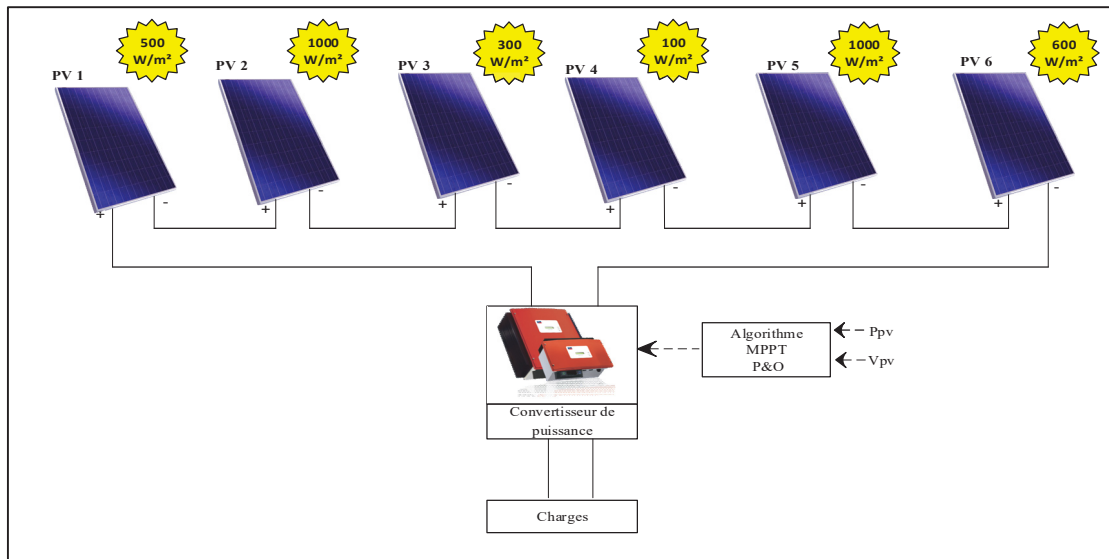 500
W/m²
1000
W/m²
300
W/m²
100
W/m²
1000
W/m²
600
W/m²
PV 1
PV 2
PV 3
PV 4
PV 5
PV 6
+
-
+
-
+
-
+
-
+
-
+
-
Algorithme
MPPT
P&O
Ppv
Vpv
Convertisseur de
puissance
Charges